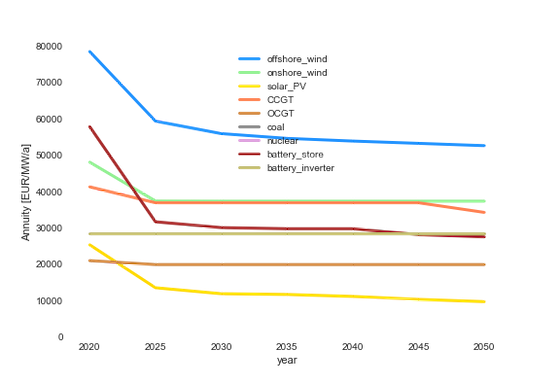 80000
70000
60000
50000
40000
30000
20000
10000
0
Annuity [EUR/MW/a]
offshore_wind
onshore_wind
solar_PV
CCGT
OCGT
coal
nuclear
battery_store
battery_inverter
2020 2025 2030 2035 2040 2045 2050
year